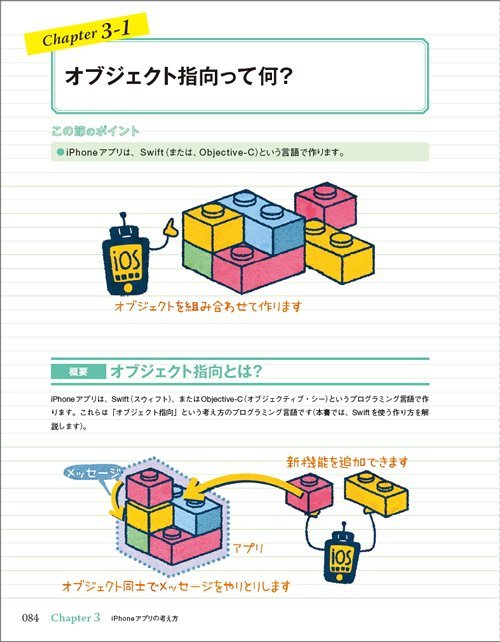 Chapter 3-1
オブジェクト指向って何?
この節のポイント
●iPhoneアプリは、Swift(または、Objective-C)という言語で作ります。
iOS
オブジェクトを組み合わせて作ります
概要 オブジェクト指向とは?
iPhoneアプリは、Swift(スウィフト)、またはObjective-C(オブジェクティブ・シー)というプログラミング言語で作
ります。これらは「オブジェクト指向」という考え方のプログラミング言語です(本書では、Swiftを使う作り方を解
説します)。
新機能を追加できます
メッセージ
iOS
アプリ
オブジェクト同士でメッセージをやりとりします
084 Chapter 3 iPhoneアプリの考え方